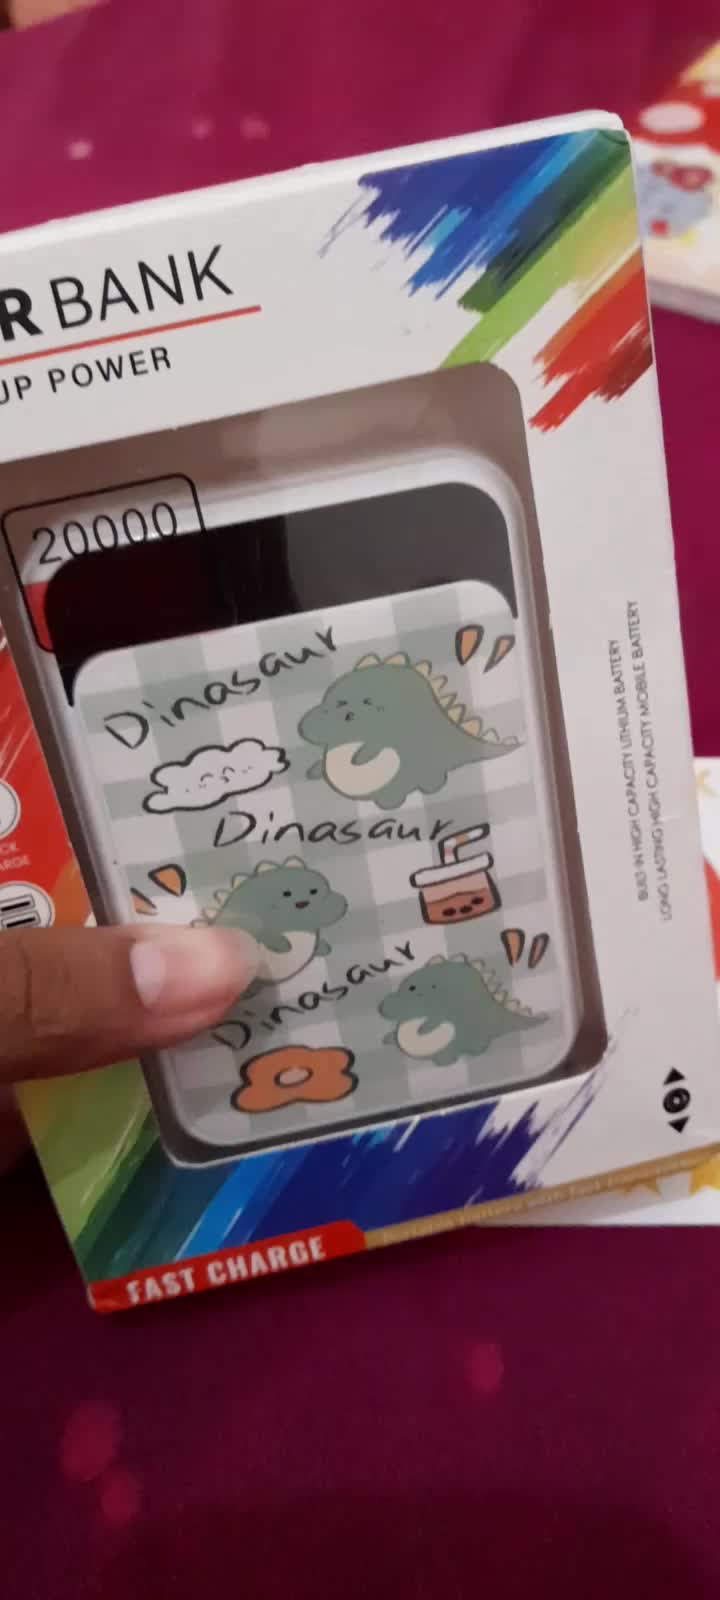 R BANK
UP POWER
20000
Dinasaur
Dinasaur
Dinasaur
BUILT-IN HIGH CAPACITY LITHIUM BATTERY
LONG LASTING HIGH CAPACITY MOBILE BATTERY
FAST CHARGE